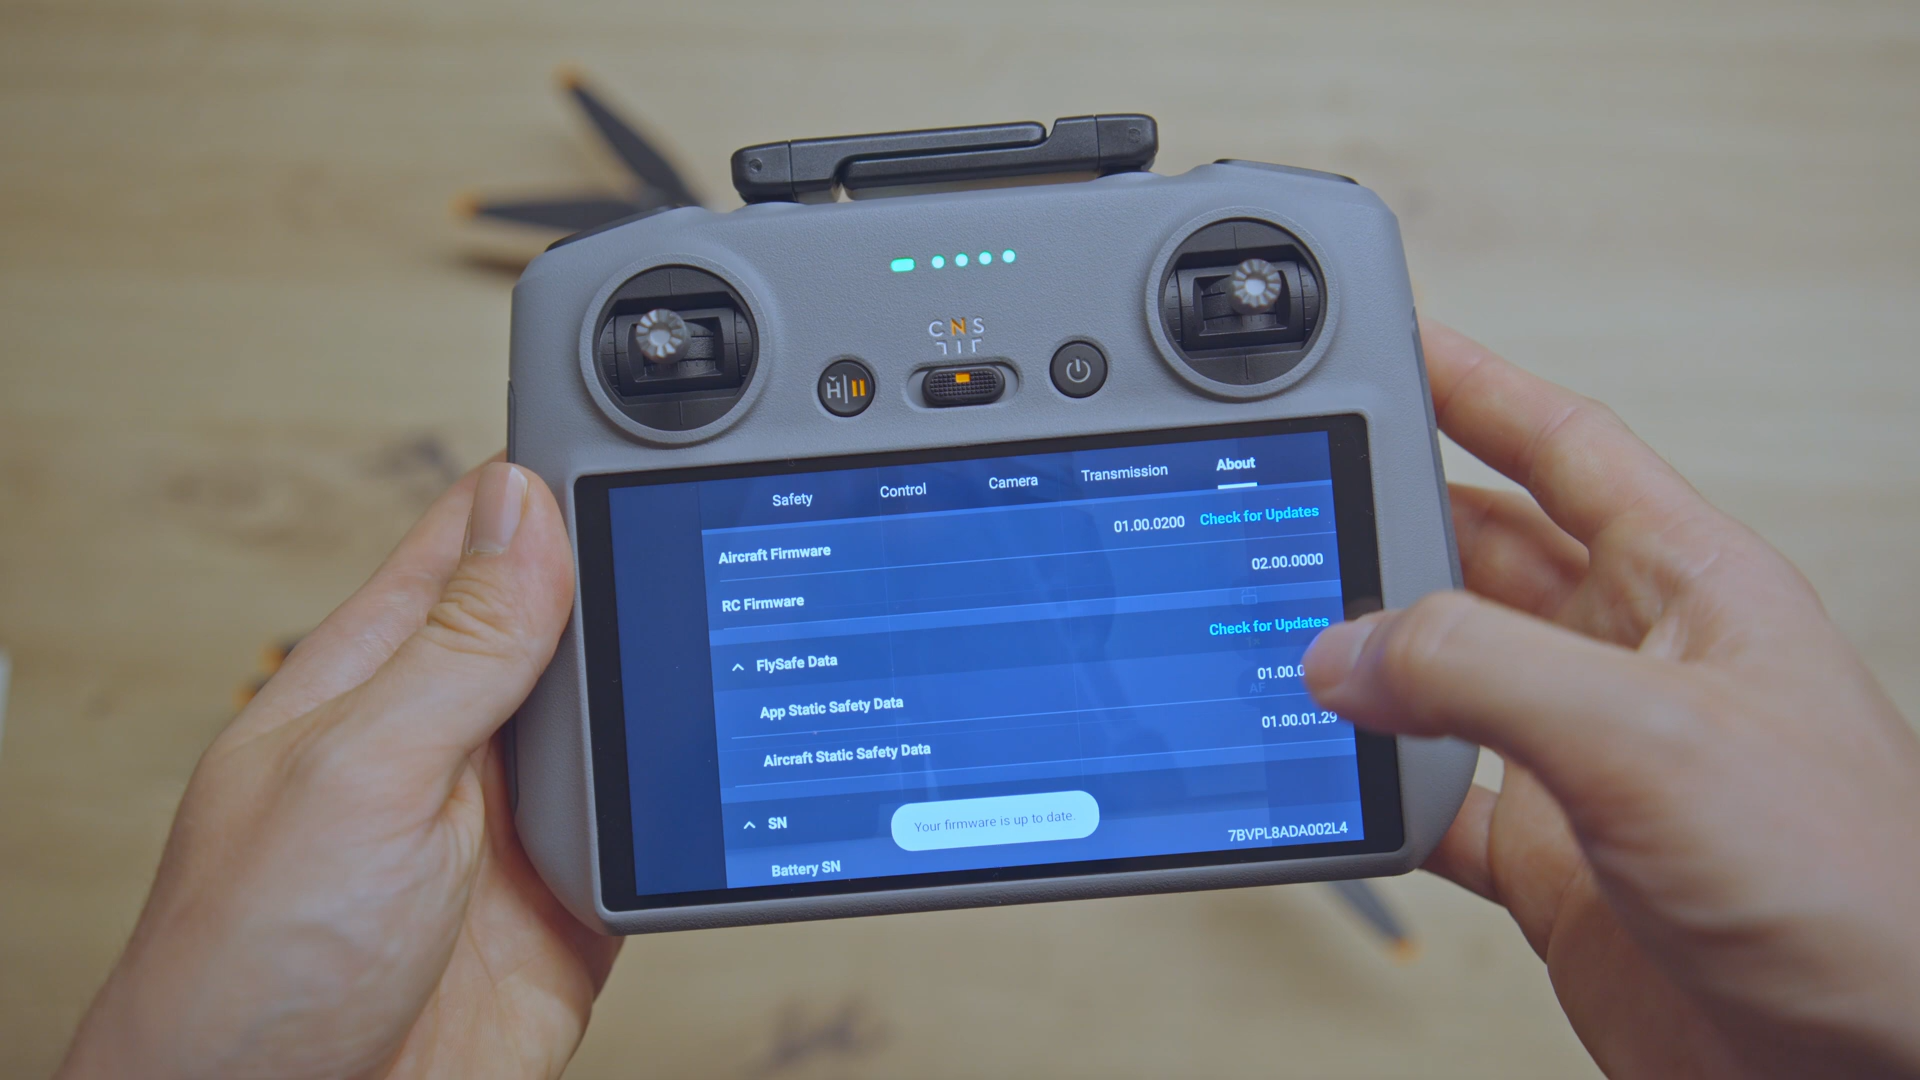 C N S
H
Safety Control Camera Transmission About
Aircraft Firmware 01.00.0200 Check for Updates
RC Firmware 02.00.0000
FlySafe Data Check for Updates
App Static Safety Data
Aircraft Static Safety Data 01.00.01.29
SN
Your firmware is up to date.
Battery SN 7BVPL8ADA002L4